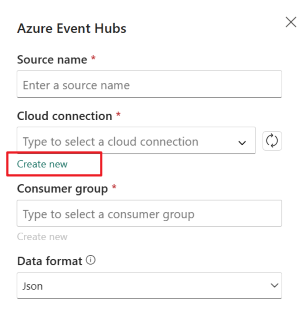 Azure Event Hubs
Source name *
Enter a source name
Cloud connection *
Type to select a cloud connection
Create new
Consumer group *
Type to select a consumer group
Create new
Data format
Json